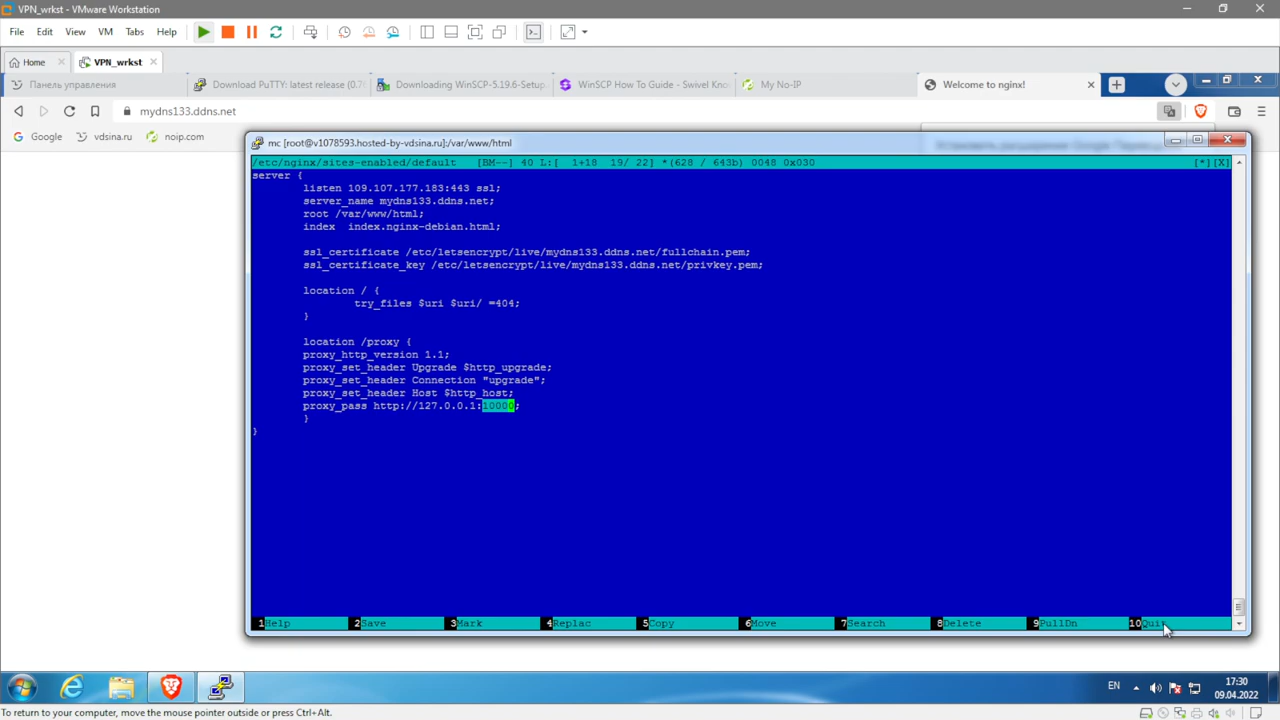 VPN_wrkst - VMware Workstation
File Edit View VM Tabs Help
Home VPN_wrkst
Панель управления Download PuTTY: latest release (0.7 Downloading WinSCP-5.19.6-Setup. WinSCP How To Guide - Swivel Kno My No-IP Welcome to nginx!
mydns133.ddns.net
Google vdsina.ru noip.com
mc [root@v1078593.hosted-by-vdsina.ru]:/var/www/html
/etc/nginx/sites-enabled/default [BM--] 40 L:[ 1+18 19/ 22] *(628 / 643b) 0048 0x030 [*][X]
server {
listen 109.107.177.183:443 ssl;
server_name mydns133.ddns.net;
root /var/www/html;
index index.nginx-debian.html;
ssl_certificate /etc/letsencrypt/live/mydns133.ddns.net/fullchain.pem;
ssl_certificate_key /etc/letsencrypt/live/mydns133.ddns.net/privkey.pem;
location / {
try_files $uri $uri/ =404;
}
location /proxy {
proxy_http_version 1.1;
proxy_set_header Upgrade $http_upgrade;
proxy_set_header Connection "upgrade";
proxy_set_header Host $http_host;
proxy_pass http://127.0.0.1:10000;
}
}
1Help 2Save 3Mark 4Replac 5Copy 6Move 7Search 8Delete 9PullDn 10Quit
EN 17:30
09.04.2022
To return to your computer, move the mouse pointer outside or press Ctrl+Alt.